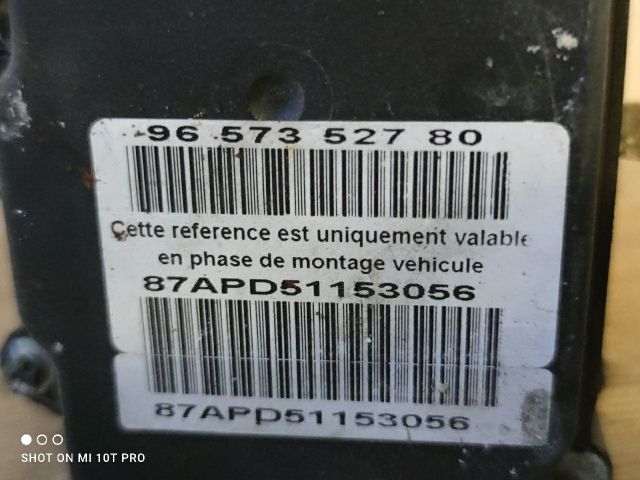 96 573 527 80
Cette reference est uniquement valable
en phase de montage vehicule
87APD51153056
87APD51153056
SHOT ON MI 10T PRO